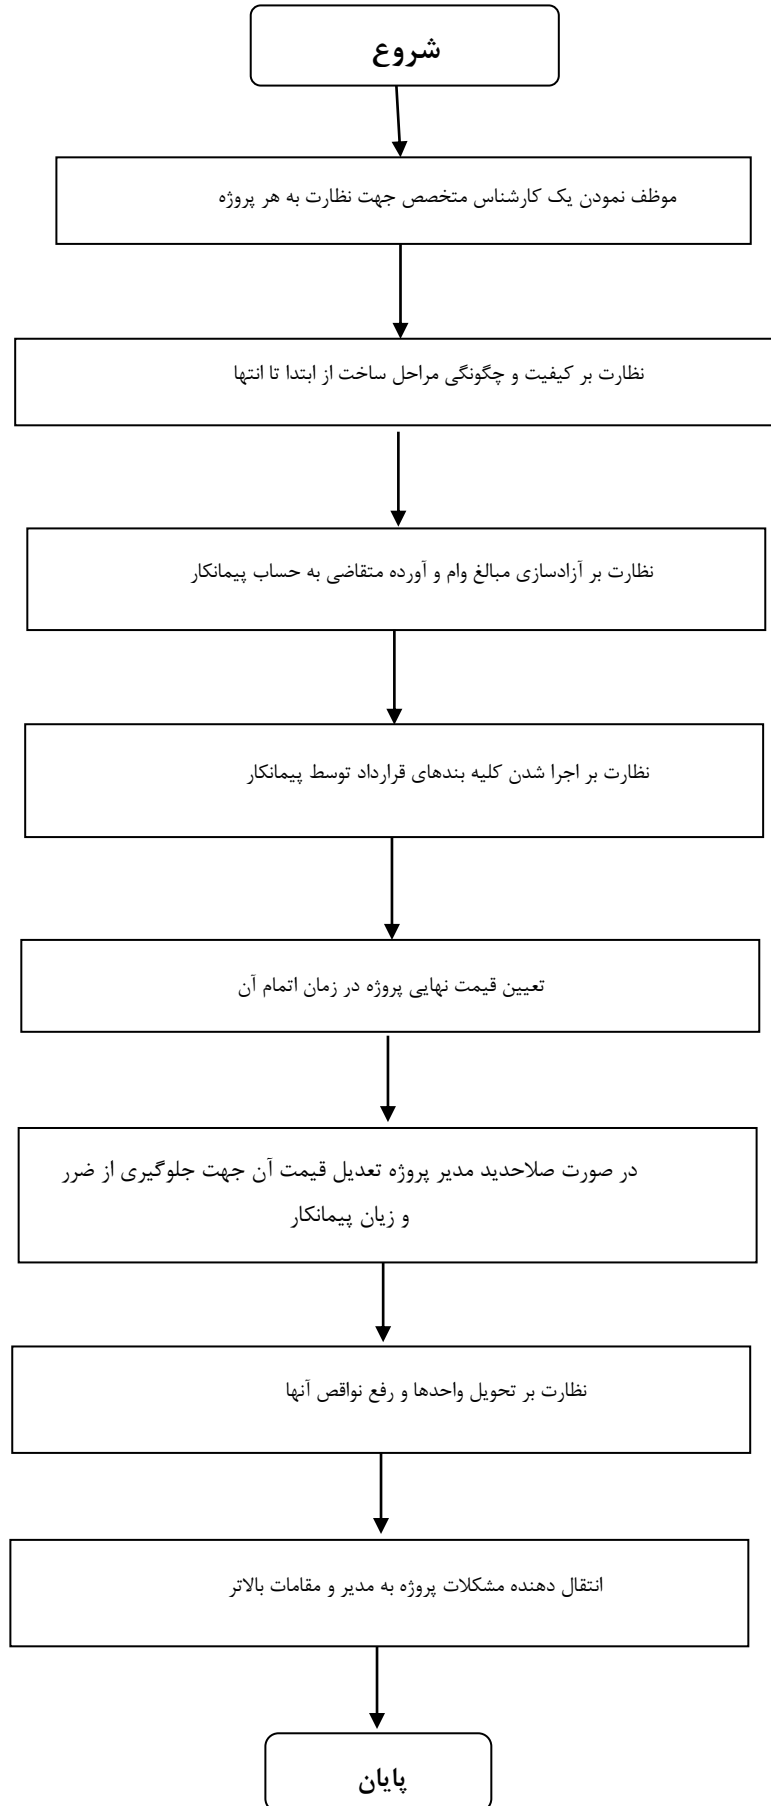 شروع
موظف نمودن یک کارشناس متخصص جهت نظارت به هر پروژه
نظارت بر کیفیت و چگونگی مراحل ساخت از ابتدا تا انتها
نظارت بر آزادسازی مبالغ وام و آورده متقاضی به حساب پیمانکار
نظارت بر اجرا شدن کلیه بندهای قرارداد توسط پیمانکار
تعیین قیمت نهایی پروژه در زمان اتمام آن
در صورت صلاحدید مدیر پروژه تعدیل قیمت آن جهت جلوگیری از ضرر
و زیان پیمانکار
نظارت بر تحویل واحدها و رفع نواقص آنها
انتقال دهنده مشکلات پروژه به مدیر و مقامات بالاتر
پایان